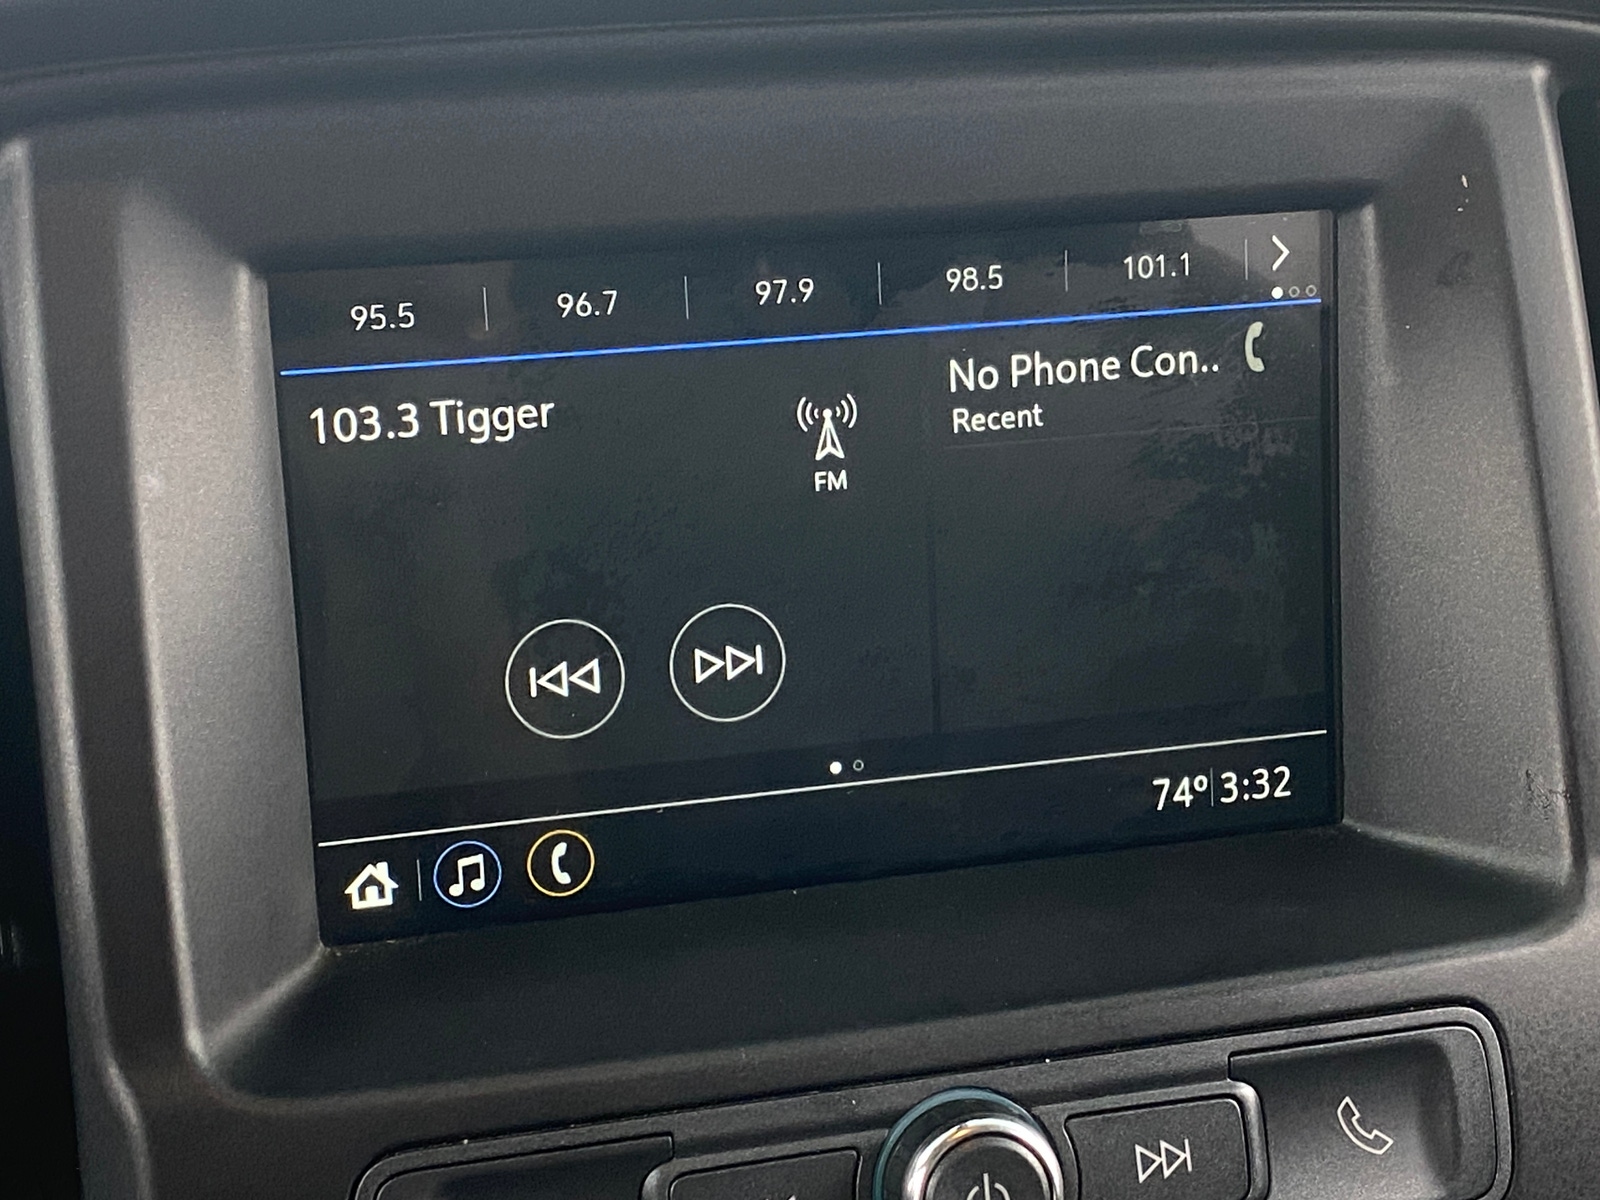 95.5 96.7 97.9 98.5 101.1
103.3 Tigger
FM
No Phone Con..
Recent
74° 3:32